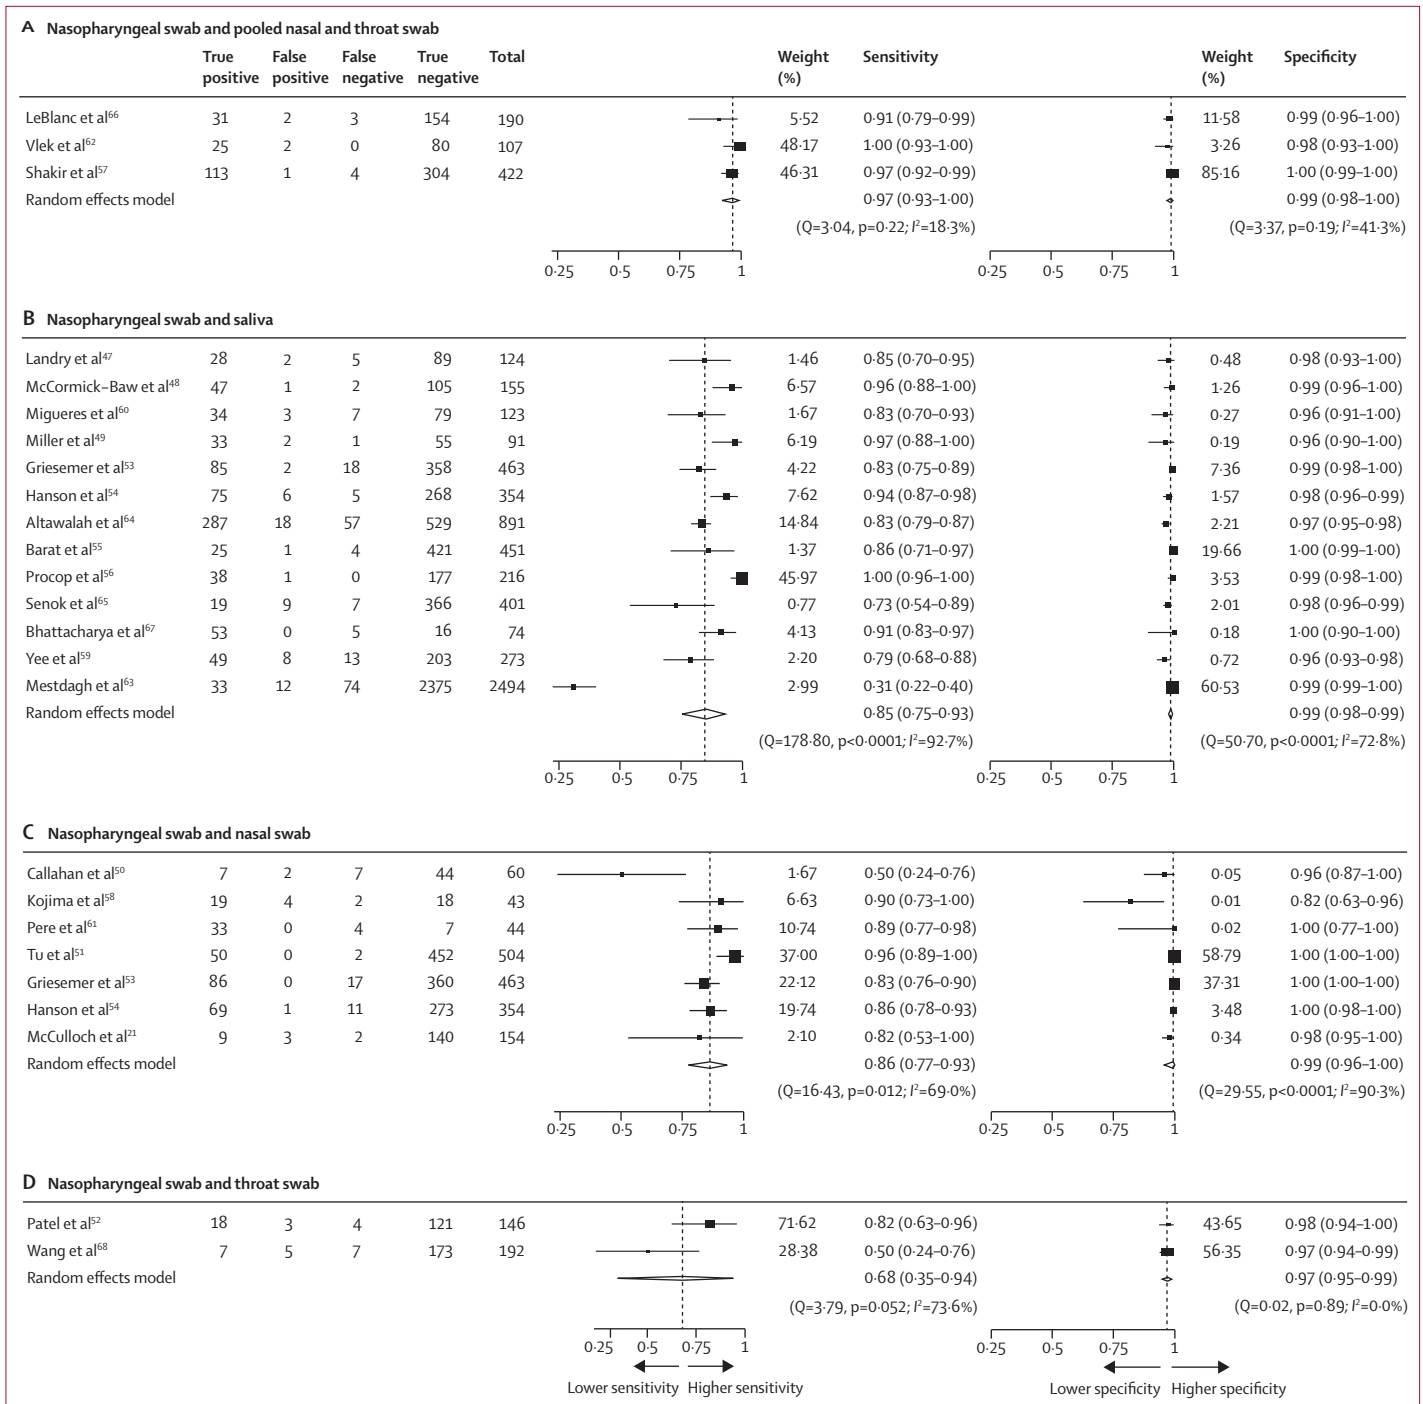 A Nasopharyngeal swab and pooled nasal and throat swab
True positive False positive False negative True negative Total Weight (%) Sensitivity Weight (%) Specificity
LeBlanc et al66 31 2 3 154 190 5·52 0·91 (0·79–0·99) 11·58 0·99 (0·96–1·00)
Vlek et al62 25 2 0 80 107 48·17 1·00 (0·93–1·00) 3·26 0·98 (0·93–1·00)
Shakir et al57 113 1 4 304 422 46·31 0·97 (0·92–0·99) 85·16 1·00 (0·99–1·00)
Random effects model 0·97 (0·93–1·00) 0·99 (0·98–1·00)
(Q=3·04, p=0·22; I²=18·3%) (Q=3·37, p=0·19; I²=41·3%)
0·25 0·5 0·75 1 0·25 0·5 0·75 1
B Nasopharyngeal swab and saliva
Landry et al47 28 2 5 89 124 1·46 0·85 (0·70–0·95) 0·48 0·98 (0·93–1·00)
McCormick–Baw et al48 47 1 2 105 155 6·57 0·96 (0·88–1·00) 1·26 0·99 (0·96–1·00)
Migueres et al60 34 3 7 79 123 1·67 0·83 (0·70–0·93) 0·27 0·96 (0·91–1·00)
Miller et al49 33 2 1 55 91 6·19 0·97 (0·88–1·00) 0·19 0·96 (0·90–1·00)
Griesemer et al53 85 2 18 358 463 4·22 0·83 (0·75–0·89) 7·36 0·99 (0·98–1·00)
Hanson et al54 75 6 5 268 354 7·62 0·94 (0·87–0·98) 1·57 0·98 (0·96–0·99)
Altawalah et al64 287 18 57 529 891 14·84 0·83 (0·79–0·87) 2·21 0·97 (0·95–0·98)
Barat et al55 25 1 4 421 451 1·37 0·86 (0·71–0·97) 19·66 1·00 (0·99–1·00)
Procop et al56 38 1 0 177 216 45·97 1·00 (0·96–1·00) 3·53 0·99 (0·98–1·00)
Senok et al65 19 9 7 366 401 0·77 0·73 (0·54–0·89) 2·01 0·98 (0·96–0·99)
Bhattacharya et al67 53 0 5 16 74 4·13 0·91 (0·83–0·97) 0·18 1·00 (0·90–1·00)
Yee et al59 49 8 13 203 273 2·20 0·79 (0·68–0·88) 0·72 0·96 (0·93–0·98)
Mestdagh et al63 33 12 74 2375 2494 2·99 0·31 (0·22–0·40) 60·53 0·99 (0·99–1·00)
Random effects model 0·85 (0·75–0·93) 0·99 (0·98–0·99)
(Q=178·80, p<0·0001; I²=92·7%) (Q=50·70, p<0·0001; I²=72·8%)
0·25 0·5 0·75 1 0·25 0·5 0·75 1
C Nasopharyngeal swab and nasal swab
Callahan et al50 7 2 7 44 60 1·67 0·50 (0·24–0·76) 0·05 0·96 (0·87–1·00)
Kojima et al58 19 4 2 18 43 6·63 0·90 (0·73–1·00) 0·01 0·82 (0·63–0·96)
Pere et al61 33 0 4 7 44 10·74 0·89 (0·77–0·98) 0·02 1·00 (0·77–1·00)
Tu et al51 50 0 2 452 504 37·00 0·96 (0·89–1·00) 58·79 1·00 (1·00–1·00)
Griesemer et al53 86 0 17 360 463 22·12 0·83 (0·76–0·90) 37·31 1·00 (1·00–1·00)
Hanson et al54 69 1 11 273 354 19·74 0·86 (0·78–0·93) 3·48 1·00 (0·98–1·00)
McCulloch et al21 9 3 2 140 154 2·10 0·82 (0·53–1·00) 0·34 0·98 (0·95–1·00)
Random effects model 0·86 (0·77–0·93) 0·99 (0·96–1·00)
(Q=16·43, p=0·012; I²=69·0%) (Q=29·55, p<0·0001; I²=90·3%)
0·25 0·5 0·75 1 0·25 0·5 0·75 1
D Nasopharyngeal swab and throat swab
Patel et al52 18 3 4 121 146 71·62 0·82 (0·63–0·96) 43·65 0·98 (0·94–1·00)
Wang et al68 7 5 7 173 192 28·38 0·50 (0·24–0·76) 56·35 0·97 (0·94–0·99)
Random effects model 0·68 (0·35–0·94) 0·97 (0·95–0·99)
(Q=3·79, p=0·052; I²=73·6%) (Q=0·02, p=0·89; I²=0·0%)
0·25 0·5 0·75 1 0·25 0·5 0·75 1
Lower sensitivity Higher sensitivity Lower specificity Higher specificity